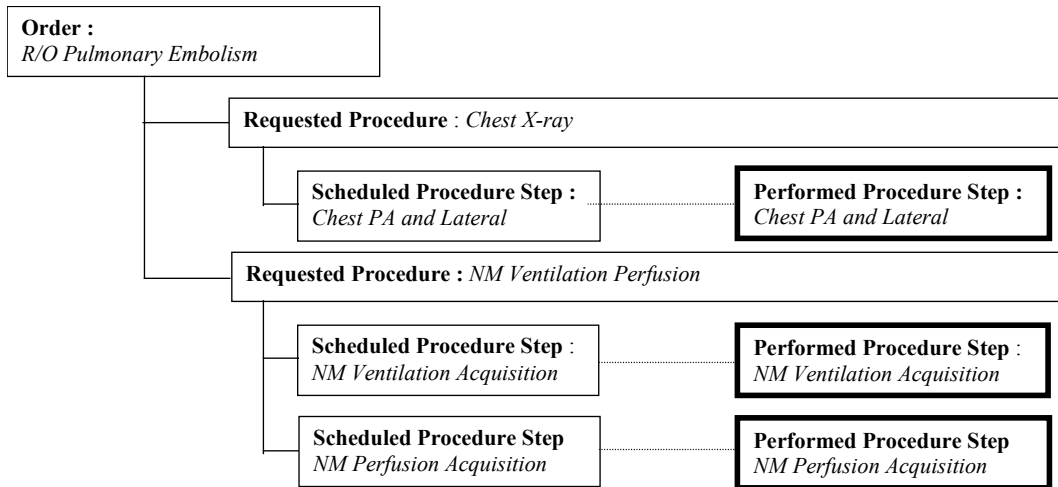 Order :
R/O Pulmonary Embolism
Requested Procedure : Chest X-ray
Scheduled Procedure Step :
Chest PA and Lateral
Performed Procedure Step :
Chest PA and Lateral
Requested Procedure : NM Ventilation Perfusion
Scheduled Procedure Step :
NM Ventilation Acquisition
Performed Procedure Step :
NM Ventilation Acquisition
Scheduled Procedure Step
NM Perfusion Acquisition
Performed Procedure Step
NM Perfusion Acquisition